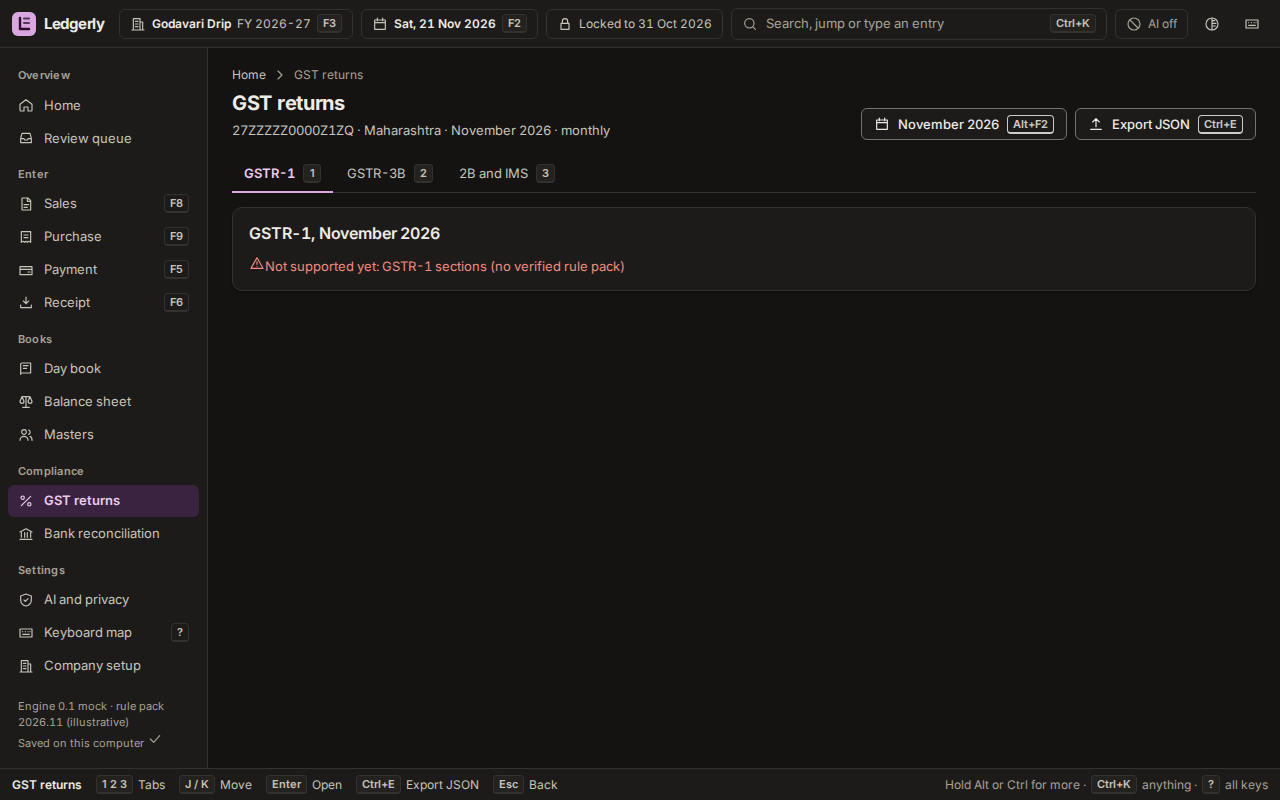 Ledgerly
Godavari Drip FY 2026-27 F3
Sat, 21 Nov 2026 F2
Locked to 31 Oct 2026
Search, jump or type an entry Ctrl+K
AI off
Overview
Home
Review queue
Enter
Sales F8
Purchase F9
Payment F5
Receipt F6
Books
Day book
Balance sheet
Masters
Compliance
GST returns
Bank reconciliation
Settings
AI and privacy
Keyboard map ?
Company setup
Engine 0.1 mock · rule pack
2026.11 (illustrative)
Saved on this computer
Home > GST returns
GST returns
27ZZZZZ0000Z1ZQ · Maharashtra · November 2026 · monthly
November 2026 Alt+F2
Export JSON Ctrl+E
GSTR-1 1 GSTR-3B 2 2B and IMS 3
GSTR-1, November 2026
Not supported yet: GSTR-1 sections (no verified rule pack)
GST returns 1 2 3 Tabs J / K Move Enter Open Ctrl+E Export JSON Esc Back
Hold Alt or Ctrl for more · Ctrl+K anything · ? all keys